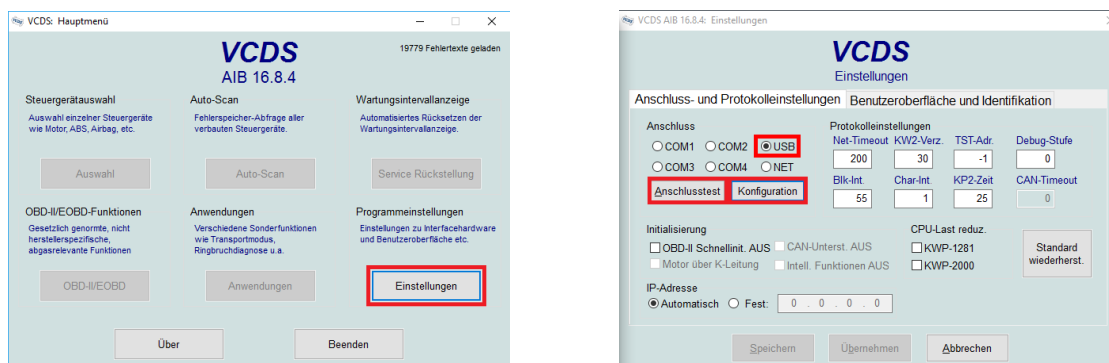 VCDS: Hauptmenü
VCDS
AIB 16.8.4
19779 Fehlertexte geladen
Steuergerätauswahl
Auswahl einzelner Steuergeräte
wie Motor, ABS, Airbag, etc.
Auswahl
Auto-Scan
Fehlerspeicher-Abfrage aller
verbauten Steuergeräte.
Auto-Scan
Wartungsintervallanzeige
Automatisiertes Rücksetzen der
Wartungsintervallanzeige.
Service Rückstellung
OBD-II/EOBD-Funktionen
Gesetzlich genormte, nicht
herstellerspezifische,
abgasrelevante Funktionen
OBD-II/EOBD
Anwendungen
Verschiedene Sonderfunktionen
wie Transportmodus,
Ringbruchdiagnose u.a.
Anwendungen
Programmeinstellungen
Einstellungen zu Interfacehardware
und Benutzeroberfläche etc.
Einstellungen
Über
Beenden
VCDS AIB 16.8.4: Einstellungen
VCDS
Einstellungen
Anschluss- und Protokolleinstellungen
Benutzeroberfläche und Identifikation
Anschluss
COM1 COM2 USB
COM3 COM4 NET
Anschlusstest Konfiguration
Protokolleinstellungen
Net-Timeout KW2-Verz. TST-Adr. Debug-Stufe
200 30 -1 0
Blk-Int. Char-Int. KP2-Zeit CAN-Timeout
55 1 25 0
Initialisierung
OBD-II Schnellinit. AUS CAN-Unterst. AUS
Motor über K-Leitung Intell. Funktionen AUS
CPU-Last reduz.
KWP-1281
KWP-2000
Standard
wiederherst.
IP-Adresse
Automatisch Fest: 0 . 0 . 0 . 0
Speichern Übernehmen Abbrechen